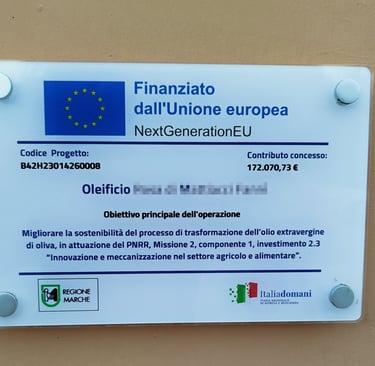 Finanziato
dall'Unione europea
NextGenerationEU
Codice Progetto:
B42H23014260008
Contributo concesso:
172.070,73 €
Oleificio
Obiettivo principale dell'operazione
Migliorare la sostenibilità del processo di trasformazione dell'olio extravergine
di oliva, in attuazione del PNRR, Missione 2, componente 1, investimento 2.3
"Innovazione e meccanizzazione nel settore agricolo e alimentare".
REGIONE
MARCHE
Italiadomani